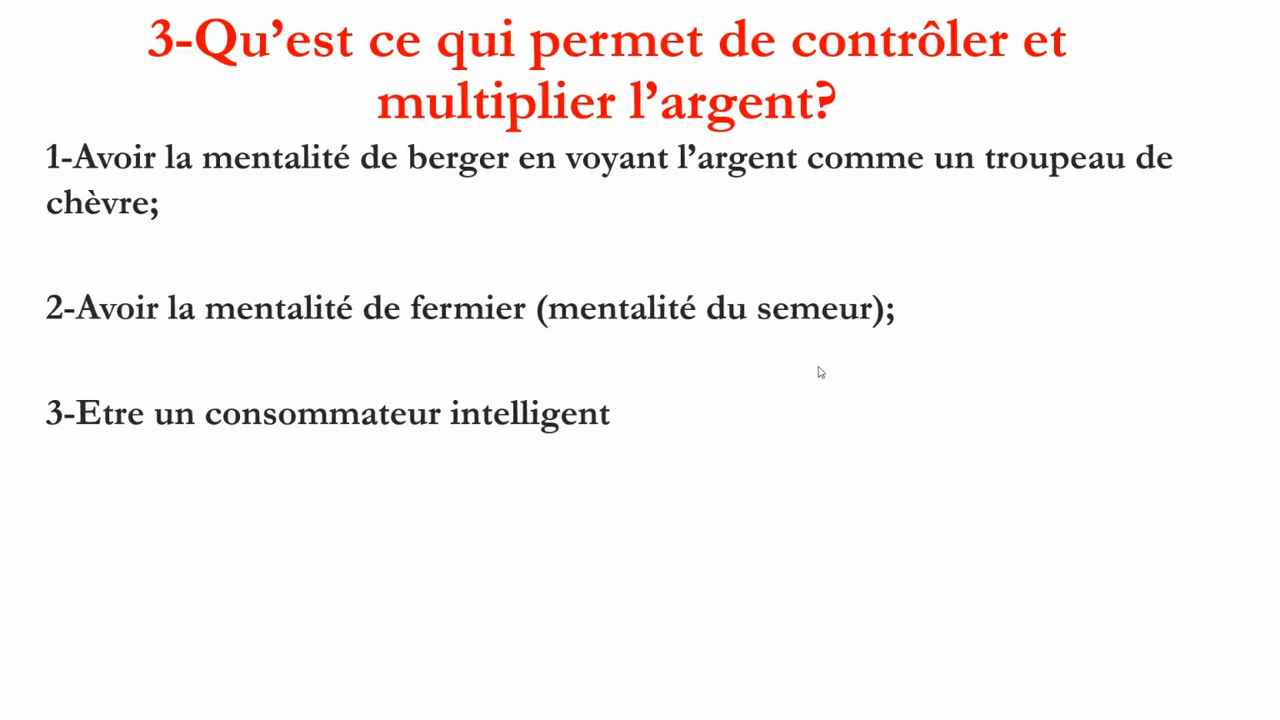 3-Qu’est ce qui permet de contrôler et
multiplier l’argent?
1-Avoir la mentalité de berger en voyant l’argent comme un troupeau de
chèvre;
2-Avoir la mentalité de fermier (mentalité du semeur);
3-Etre un consommateur intelligent